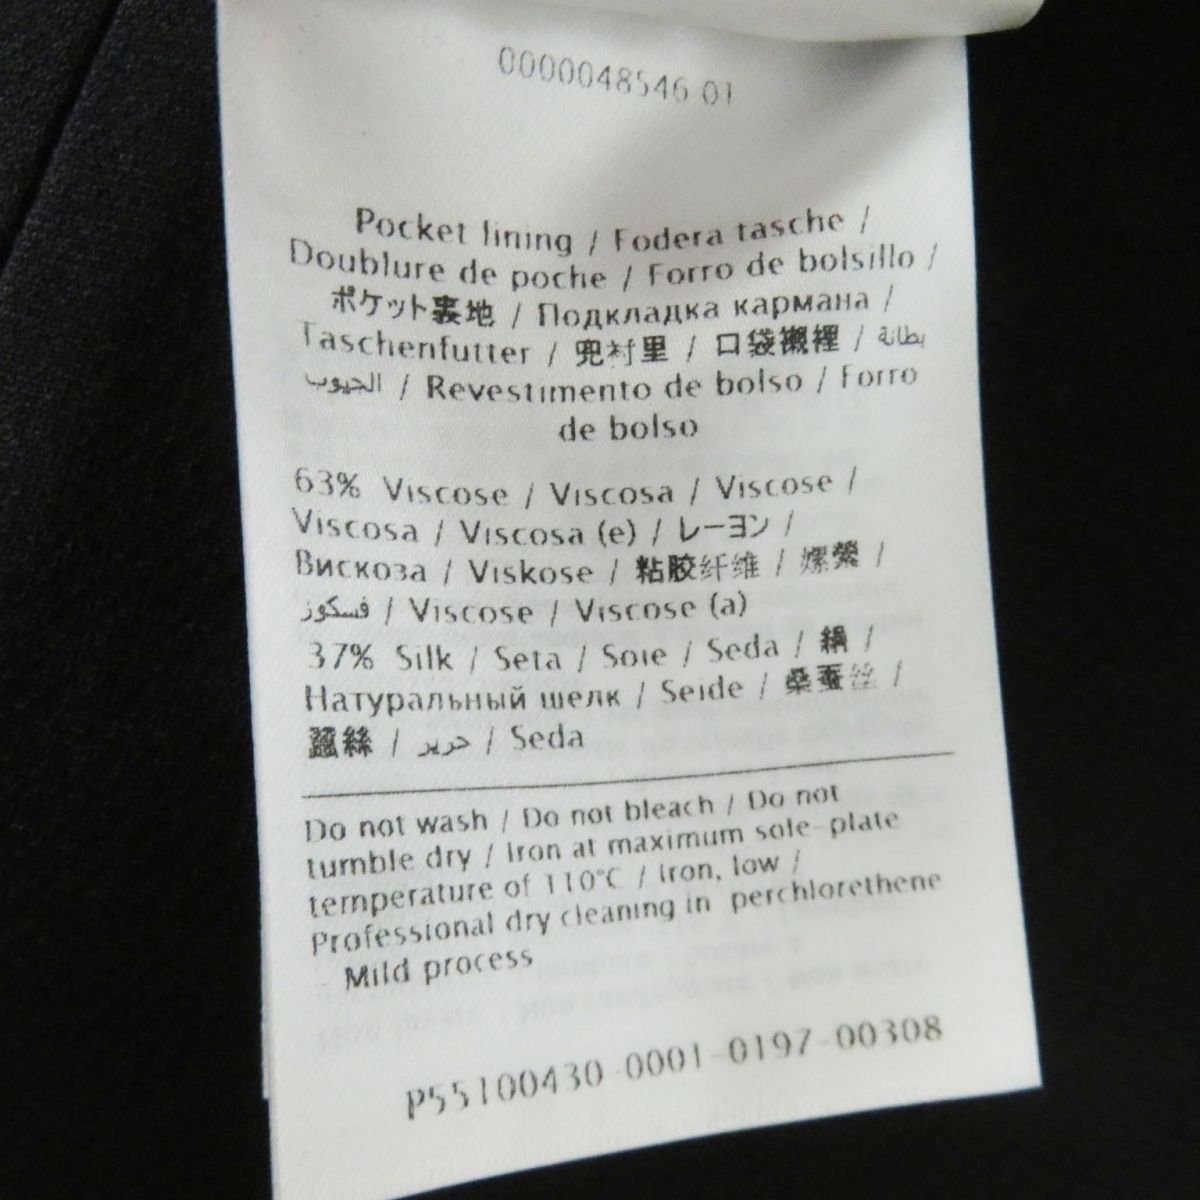 0000048546 01
Pocket lining / Fodera tasche /
Doublure de poche / Forro de bolsillo /
ポケット裏地 / Подкладка кармана /
Taschenfutter / 兜衬里 / 口袋襯裡 / بطانة
الجيوب / Revestimento de bolso / Forro
de bolso
63% Viscose / Viscosa / Viscose /
Viscosa / Viscosa (e) / レーヨン /
Вискоза / Viskose / 粘胶纤维 / 嫘縈 /
فسكوز / Viscose / Viscose (a)
37% Silk / Seta / Soie / Seda / 絹 /
Натуральный шелк / Seide / 桑蚕丝 /
蠶絲 / حرير / Seda
Do not wash / Do not bleach / Do not
tumble dry / Iron at maximum sole-plate
temperature of 110°C / Iron, low /
Professional dry cleaning in perchlorethene
- Mild process
P55100430-0001-0197-00308